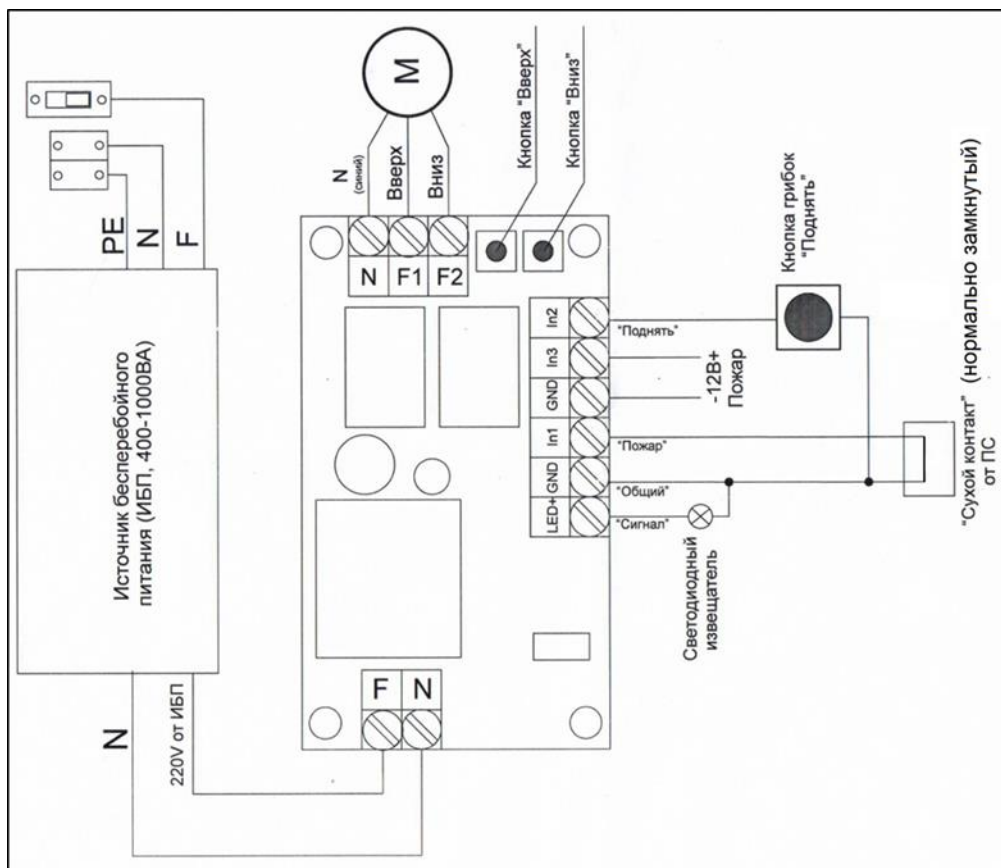 PE
N
F
Источник бесперебойного
питания (ИБП, 400-1000ВА)
N
220V от ИБП
M
N
(синий)
Вверх
Вниз
N
F1
F2
Кнопка "Вверх"
Кнопка "Вниз"
In2
In3
GND
In1
GND
LED+
"Поднять"
-12В+
Пожар
"Пожар"
"Общий"
"Сигнал"
Кнопка грибок
"Поднять"
Светодиодный
извещатель
"Сухой контакт" (нормально замкнутый)
от ПС
F
N